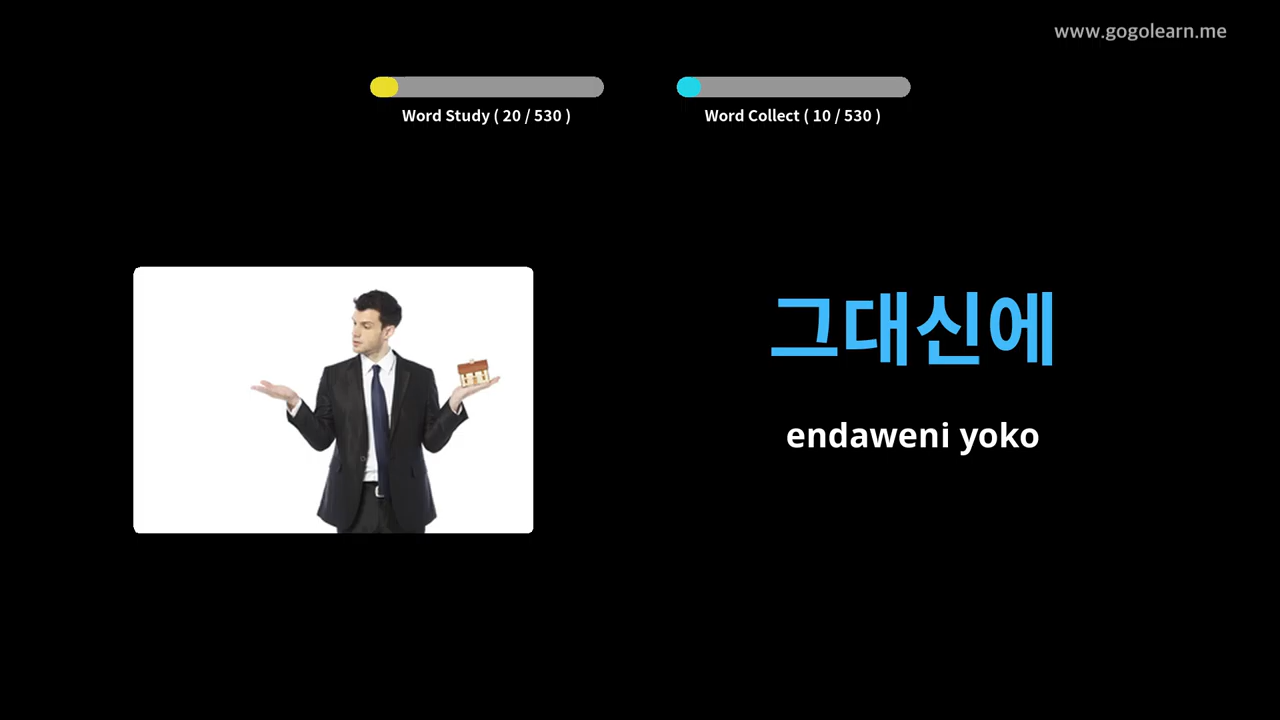 www.gogolearn.me
Word Study ( 20 / 530 )
Word Collect ( 10 / 530 )
그대신에
endaweni yoko